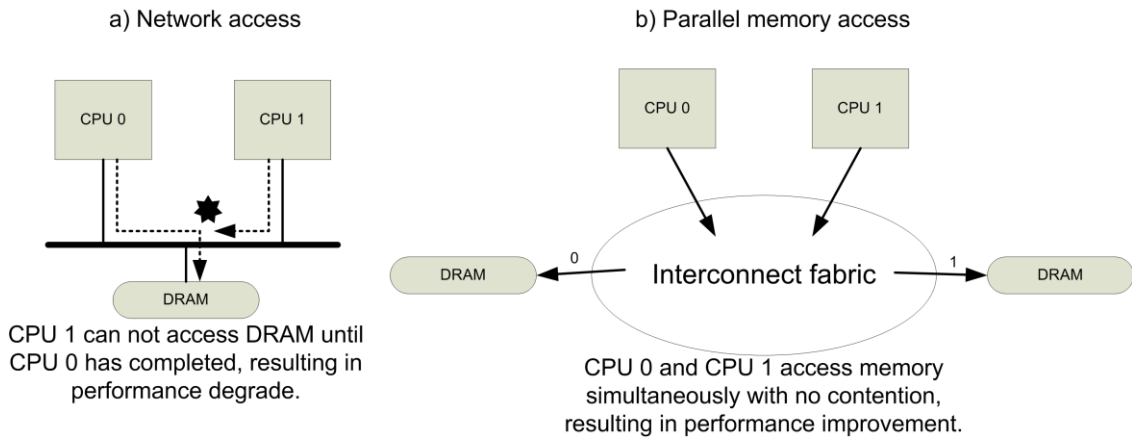 a) Network access
CPU 0
CPU 1
DRAM
CPU 1 can not access DRAM until
CPU 0 has completed, resulting in
performance degrade.
b) Parallel memory access
CPU 0
CPU 1
0
1
DRAM
Interconnect fabric
DRAM
CPU 0 and CPU 1 access memory
simultaneously with no contention,
resulting in performance improvement.